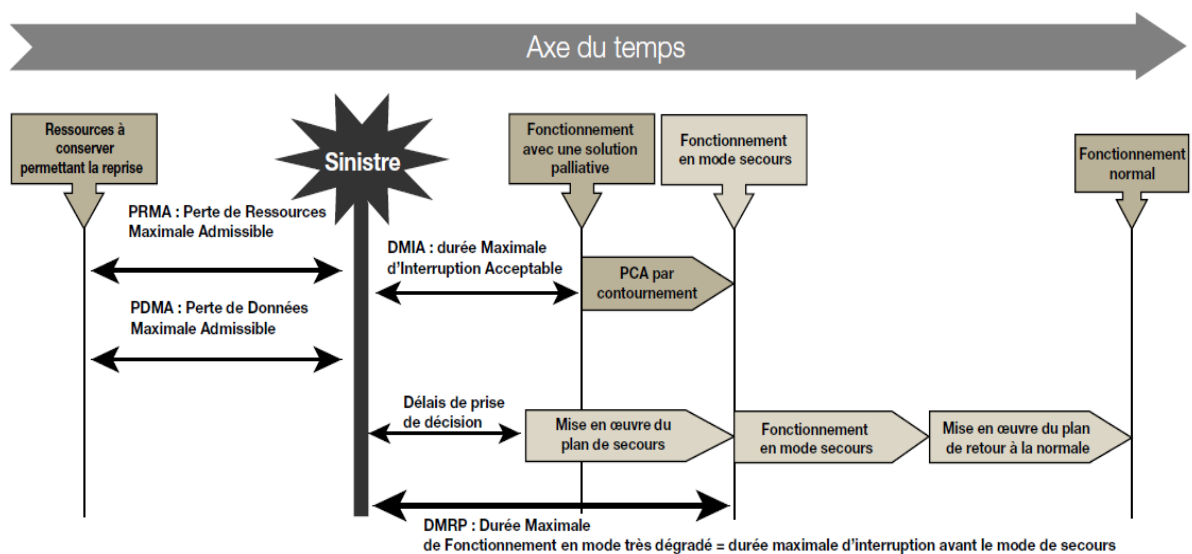 Axe du temps
Ressources à
conserver
permettant la reprise
Sinistre
Fonctionnement
avec une solution
palliative
Fonctionnement
en mode secours
Fonctionnement
normal
PRMA : Perte de Ressources
Maximale Admissible
DMIA : durée Maximale
d'Interruption Acceptable
PCA par
contournement
PDMA : Perte de Données
Maximale Admissible
Délais de prise
de décision
Mise en œuvre du
plan de secours
Fonctionnement
en mode secours
Mise en œuvre du plan
de retour à la normale
DMRP : Durée Maximale
de Fonctionnement en mode très dégradé = durée maximale d'interruption avant le mode de secours